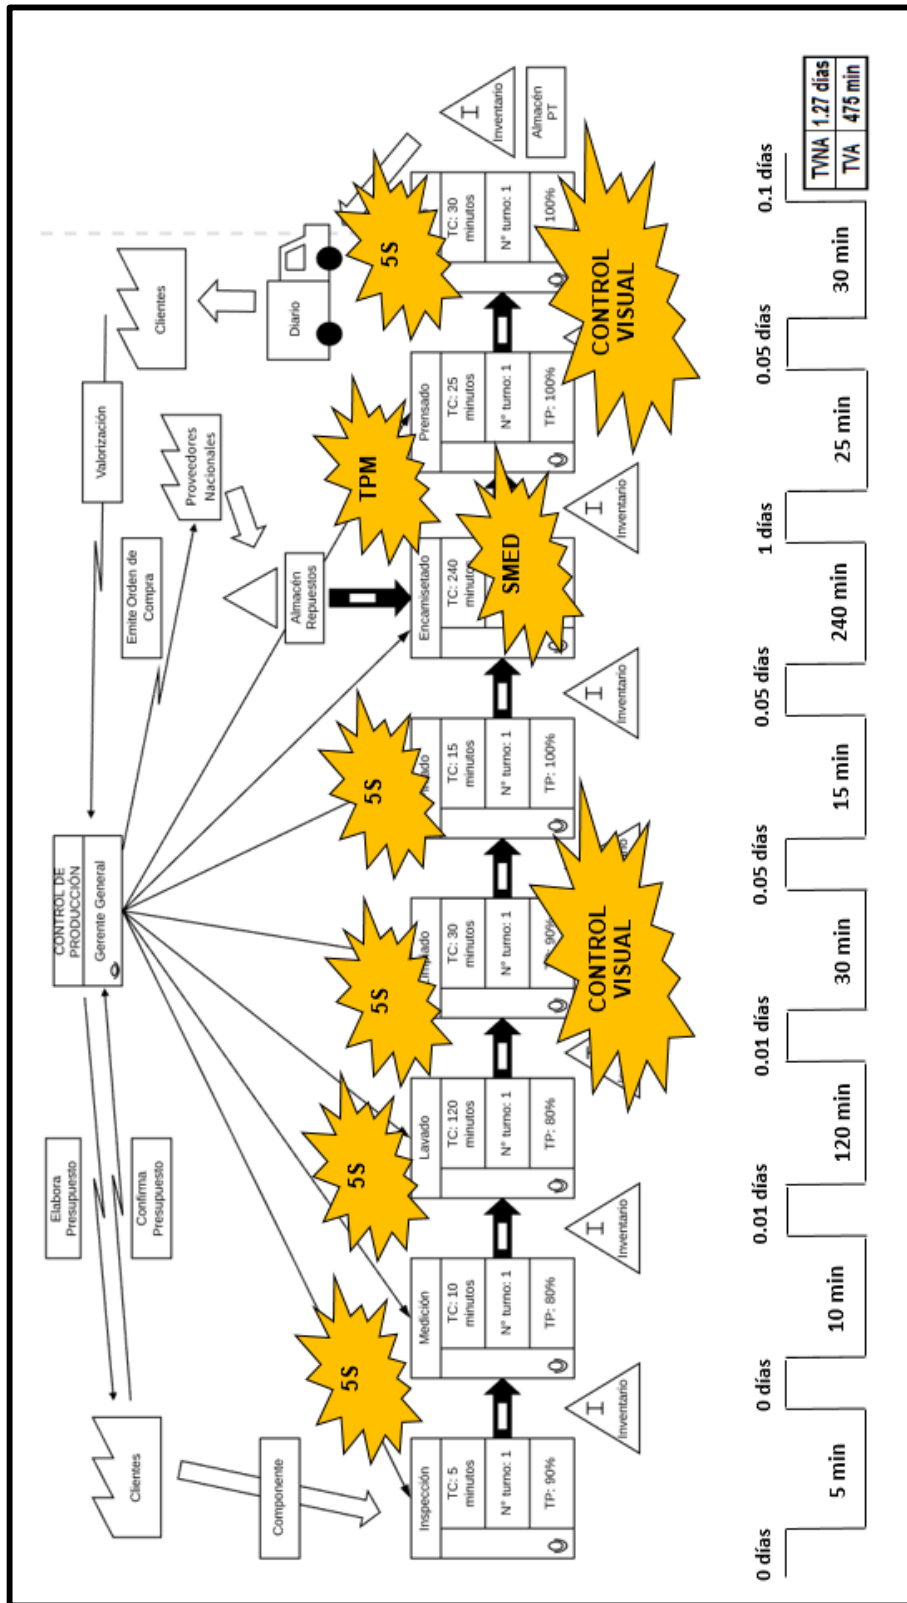 Clientes
Elabora
Presupuesto
Confirma
Presupuesto
CONTROL DE
PRODUCCIÓN
Gerente General
Valorización
Clientes
Emite Orden de
Compra
Proveedores
Nacionales
Diario
Componente
Almacén
Repuestos
5S
5S
5S
5S
TPM
5S
Inspección
TC: 5
minutos
N° turno: 1
TP: 90%
Medición
TC: 10
minutos
N° turno: 1
TP: 80%
Lavado
TC: 120
minutos
N° turno: 1
TP: 80%
TC: 30
minutos
N° turno: 1
90%
TC: 15
minutos
N° turno: 1
TP: 100%
Encamisetado
TC: 240
SMED
Prensado
TC: 25
minutos
N° turno: 1
TP: 100%
TC: 30
minutos
N° turno: 1
100%
I
Inventario
I
Inventario
CONTROL
VISUAL
I
Inventario
I
Inventario
CONTROL
VISUAL
I
Inventario
Almacén
PT
0 días
0 días
0.01 días
0.01 días
0.05 días
0.05 días
1 días
0.05 días
0.1 días
5 min
10 min
120 min
30 min
15 min
240 min
25 min
30 min
TVNA 1.27 días
TVA 475 min